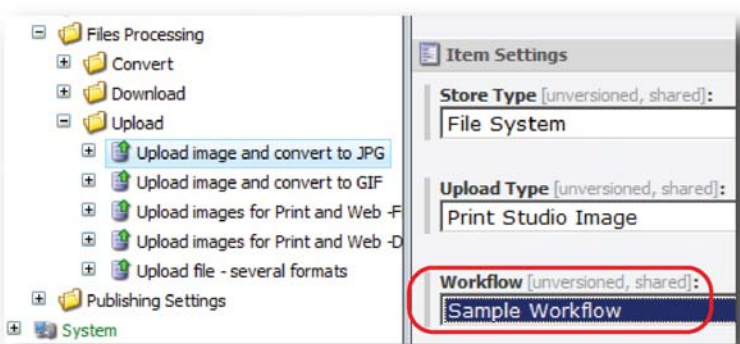 Files Processing
Convert
Download
Upload
Upload image and convert to JPG
Upload image and convert to GIF
Upload images for Print and Web -F
Upload images for Print and Web -D
Upload file - several formats
Publishing Settings
System
Item Settings
Store Type [unversioned, shared]:
File System
Upload Type [unversioned, shared]:
Print Studio Image
Workflow [unversioned, shared]:
Sample Workflow